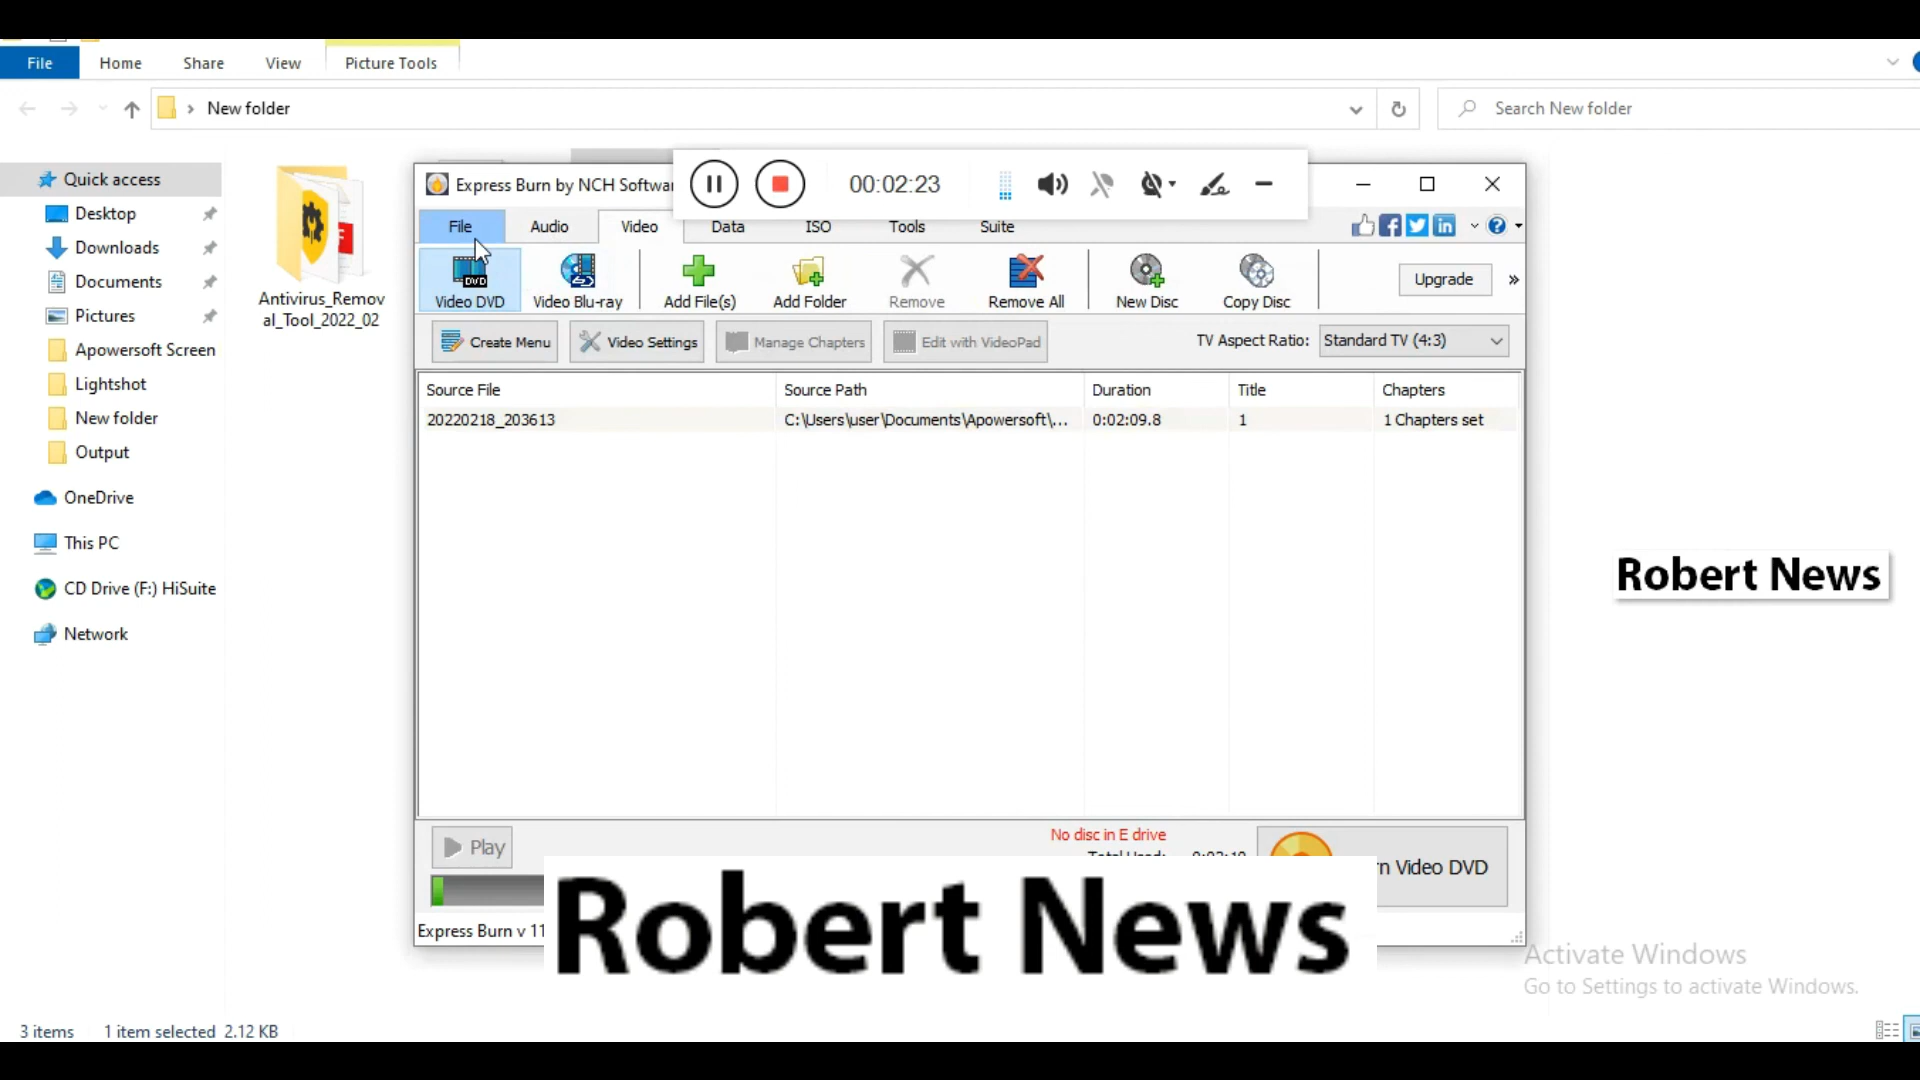 File Home Share View Picture Tools
New folder
Search New folder
Quick access
Desktop
Downloads
Documents
Pictures
Apowersoft Screen
Lightshot
New folder
Output
OneDrive
This PC
CD Drive (F:) HiSuite
Network
Antivirus_Remov
al_Tool_2022_02
Express Burn by NCH Softwar
00:02:23
File Audio Video Data ISO Tools Suite
Video DVD Video Blu-ray Add File(s) Add Folder Remove Remove All New Disc Copy Disc Upgrade
Create Menu Video Settings Manage Chapters Edit with VideoPad TV Aspect Ratio: Standard TV (4:3)
Source File Source Path Duration Title Chapters
20220218_203613 C:\Users\user\Documents\Apowersoft\... 0:02:09.8 1 1 Chapters set
Robert News
Play
No disc in E drive
n Video DVD
Express Burn v 11
Robert News
Activate Windows
Go to Settings to activate Windows.
3 items 1 item selected 2.12 KB